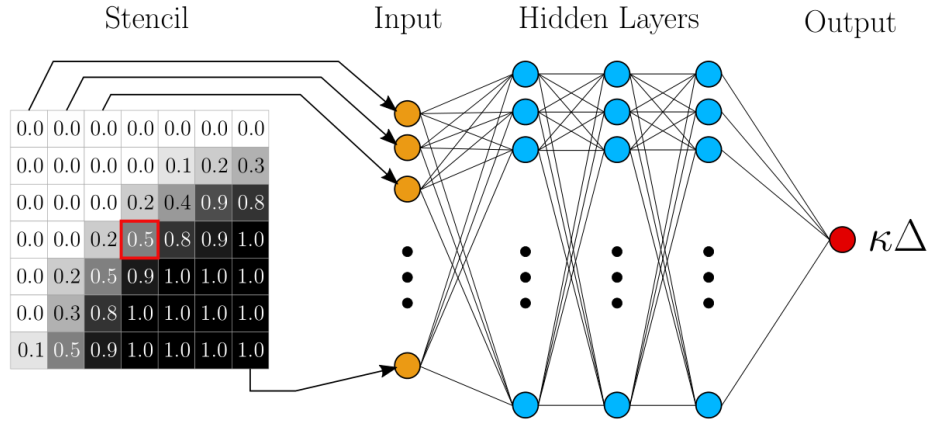 Stencil Input Hidden Layers Output
0.0 0.0 0.0 0.0 0.0 0.0 0.0
0.0 0.0 0.0 0.0 0.1 0.2 0.3
0.0 0.0 0.0 0.2 0.4 0.9 0.8
0.0 0.0 0.2 0.5 0.8 0.9 1.0
κΔ
0.0 0.2 0.5 0.9 1.0 1.0 1.0
0.0 0.3 0.8 1.0 1.0 1.0 1.0
0.1 0.5 0.9 1.0 1.0 1.0 1.0